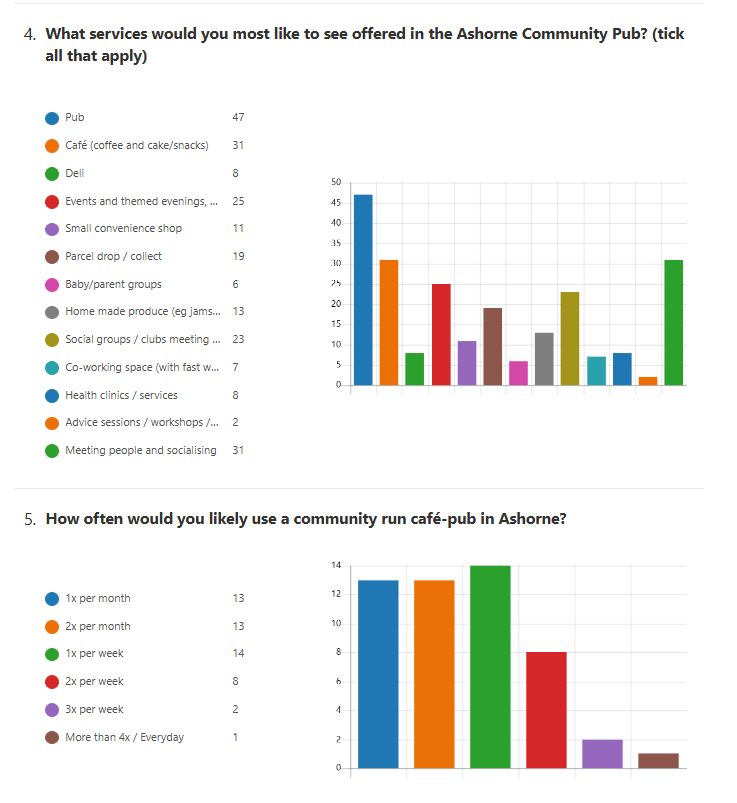 4. What services would you most like to see offered in the Ashorne Community Pub? (tick
all that apply)
Pub 47
Café (coffee and cake/snacks) 31
Deli 8
Events and themed evenings, ... 25
Small convenience shop 11
Parcel drop / collect 19
Baby/parent groups 6
Home made produce (eg jams... 13
Social groups / clubs meeting ... 23
Co-working space (with fast w... 7
Health clinics / services 8
Advice sessions / workshops /... 2
Meeting people and socialising 31
50
45
40
35
30
25
20
15
10
5
0
5. How often would you likely use a community run café-pub in Ashorne?
1x per month 13
2x per month 13
1x per week 14
2x per week 8
3x per week 2
More than 4x / Everyday 1
14
12
10
8
6
4
2
0